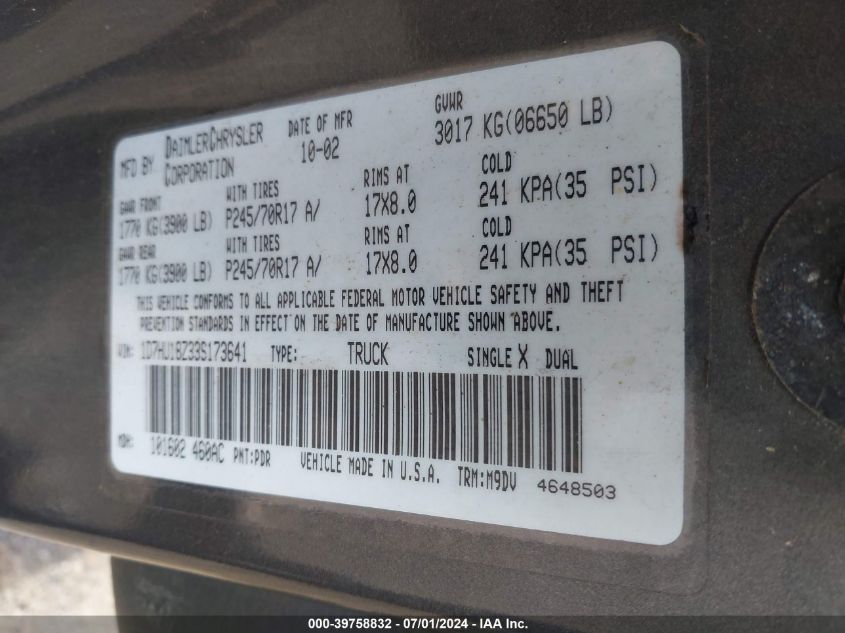 MFD BY DAIMLERCHRYSLER CORPORATION
DATE OF MFR 10-02
GVWR 3017 KG(06650 LB)
GAWR FRONT 1770 KG(3900 LB)
WITH TIRES P245/70R17 A/
RIMS AT 17X8.0
COLD 241 KPA(35 PSI)
GAWR REAR 1770 KG(3900 LB)
WITH TIRES P245/70R17 A/
RIMS AT 17X8.0
COLD 241 KPA(35 PSI)
THIS VEHICLE CONFORMS TO ALL APPLICABLE FEDERAL MOTOR VEHICLE SAFETY AND THEFT
PREVENTION STANDARDS IN EFFECT ON THE DATE OF MANUFACTURE SHOWN ABOVE.
VIN: 1D7HU18Z33S173641 TYPE: TRUCK SINGLE X DUAL
MDH: 101602 460AC PNT:PDR VEHICLE MADE IN U.S.A. TRM:M9DV 4648503
000-39758832 - 07/01/2024 - IAA Inc.